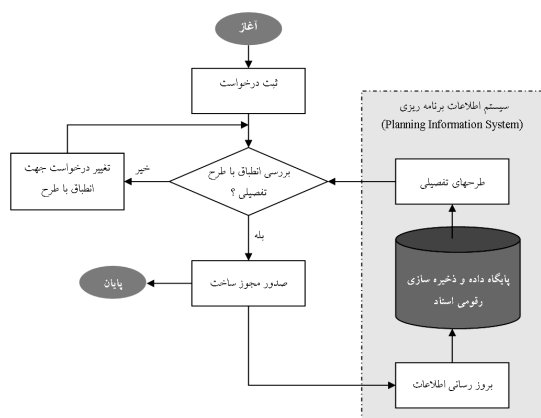 آغاز
ثبت درخواست
سیستم اطلاعات برنامه ریزی
(Planning Information System)
بررسی انطباق با طرح
تفصیلی ؟
خیر
تغییر درخواست جهت
انطباق با طرح
طرحهای تفصیلی
بله
صدور مجوز ساخت
پایان
پایگاه داده و ذخیره سازی
رقومی اسناد
بروز رسانی اطلاعات